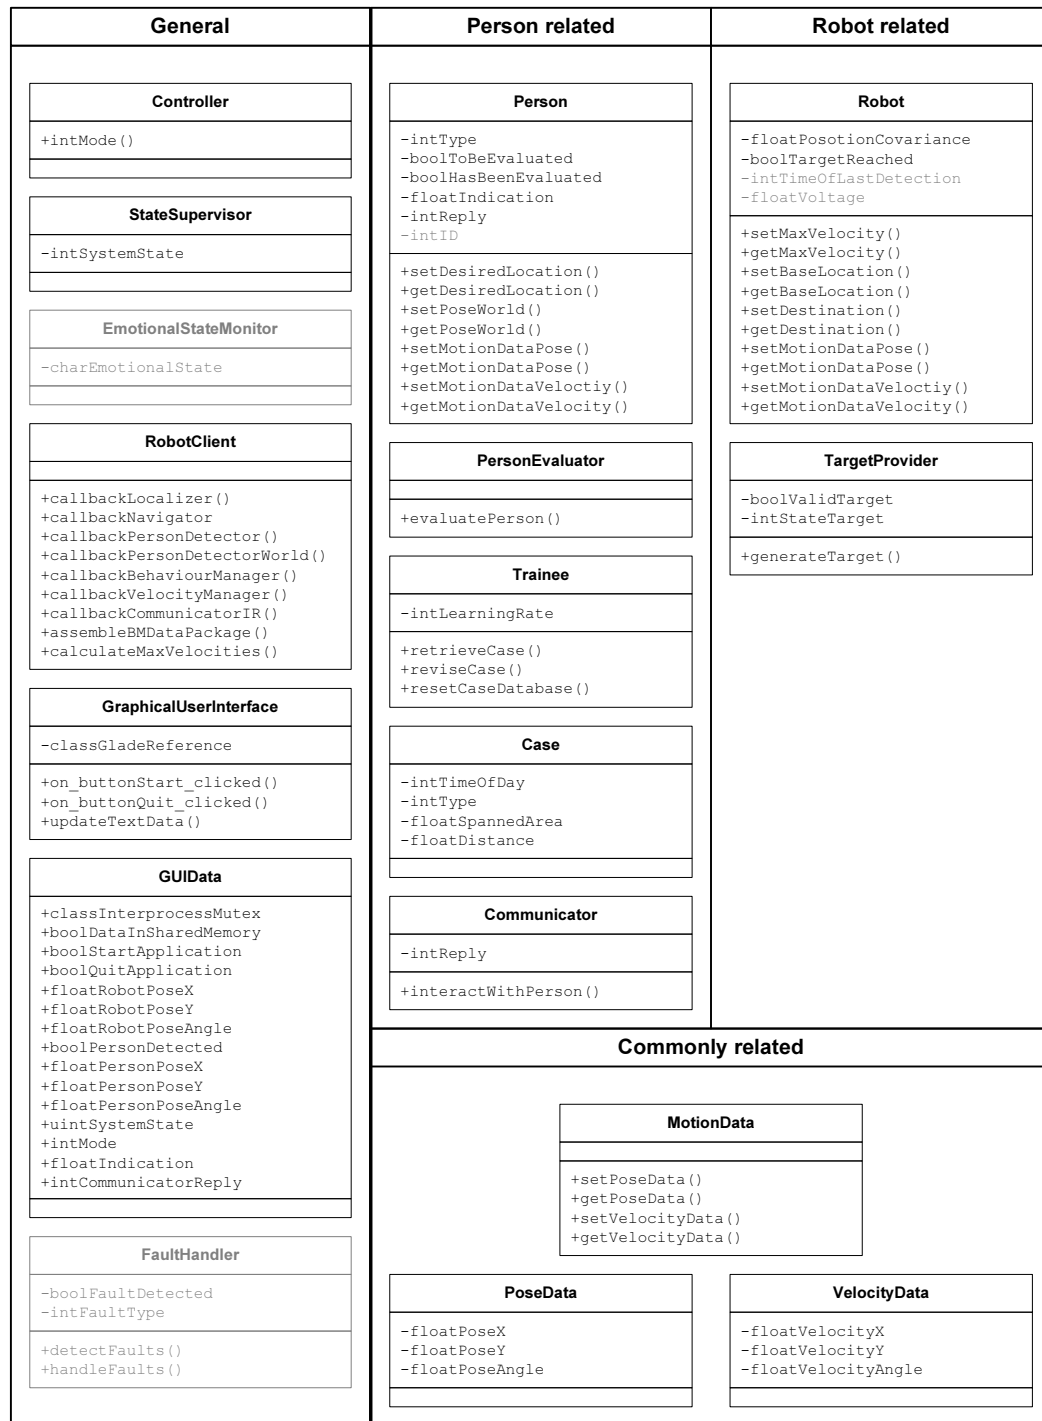 General
Controller
+intMode()
StateSupervisor
-intSystemState
EmotionalStateMonitor
-charEmotionalState
RobotClient
+callbackLocalizer()
+callbackNavigator
+callbackPersonDetector()
+callbackPersonDetectorWorld()
+callbackBehaviourManager()
+callbackVelocityManager()
+callbackCommunicatorIR()
+assembleBMDataPackage()
+calculateMaxVelocities()
GraphicalUserInterface
-classGladeReference
+on_buttonStart_clicked()
+on_buttonQuit_clicked()
+updateTextData()
GUIData
+classInterprocessMutex
+boolDataInSharedMemory
+boolStartApplication
+boolQuitApplication
+floatRobotPoseX
+floatRobotPoseY
+floatRobotPoseAngle
+boolPersonDetected
+floatPersonPoseX
+floatPersonPoseY
+floatPersonPoseAngle
+uintSystemState
+intMode
+floatIndication
+intCommunicatorReply
FaultHandler
-boolFaultDetected
-intFaultType
+detectFaults()
+handleFaults()
Person related
Person
-intType
-boolToBeEvaluated
-boolHasBeenEvaluated
-floatIndication
-intReply
-intID
+setDesiredLocation()
+getDesiredLocation()
+setPoseWorld()
+getPoseWorld()
+setMotionDataPose()
+getMotionDataPose()
+setMotionDataVeloctiy()
+getMotionDataVelocity()
PersonEvaluator
+evaluatePerson()
Trainee
-intLearningRate
+retrieveCase()
+reviseCase()
+resetCaseDatabase()
Case
-intTimeOfDay
-intType
-floatSpannedArea
-floatDistance
Communicator
-intReply
+interactWithPerson()
Robot related
Robot
-floatPosotionCovariance
-boolTargetReached
-intTimeOfLastDetection
-floatVoltage
+setMaxVelocity()
+getMaxVelocity()
+setBaseLocation()
+getBaseLocation()
+setDestination()
+getDestination()
+setMotionDataPose()
+getMotionDataPose()
+setMotionDataVeloctiy()
+getMotionDataVelocity()
TargetProvider
-boolValidTarget
-intStateTarget
+generateTarget()
Commonly related
MotionData
+setPoseData()
+getPoseData()
+setVelocityData()
+getVelocityData()
PoseData
-floatPoseX
-floatPoseY
-floatPoseAngle
VelocityData
-floatVelocityX
-floatVelocityY
-floatVelocityAngle